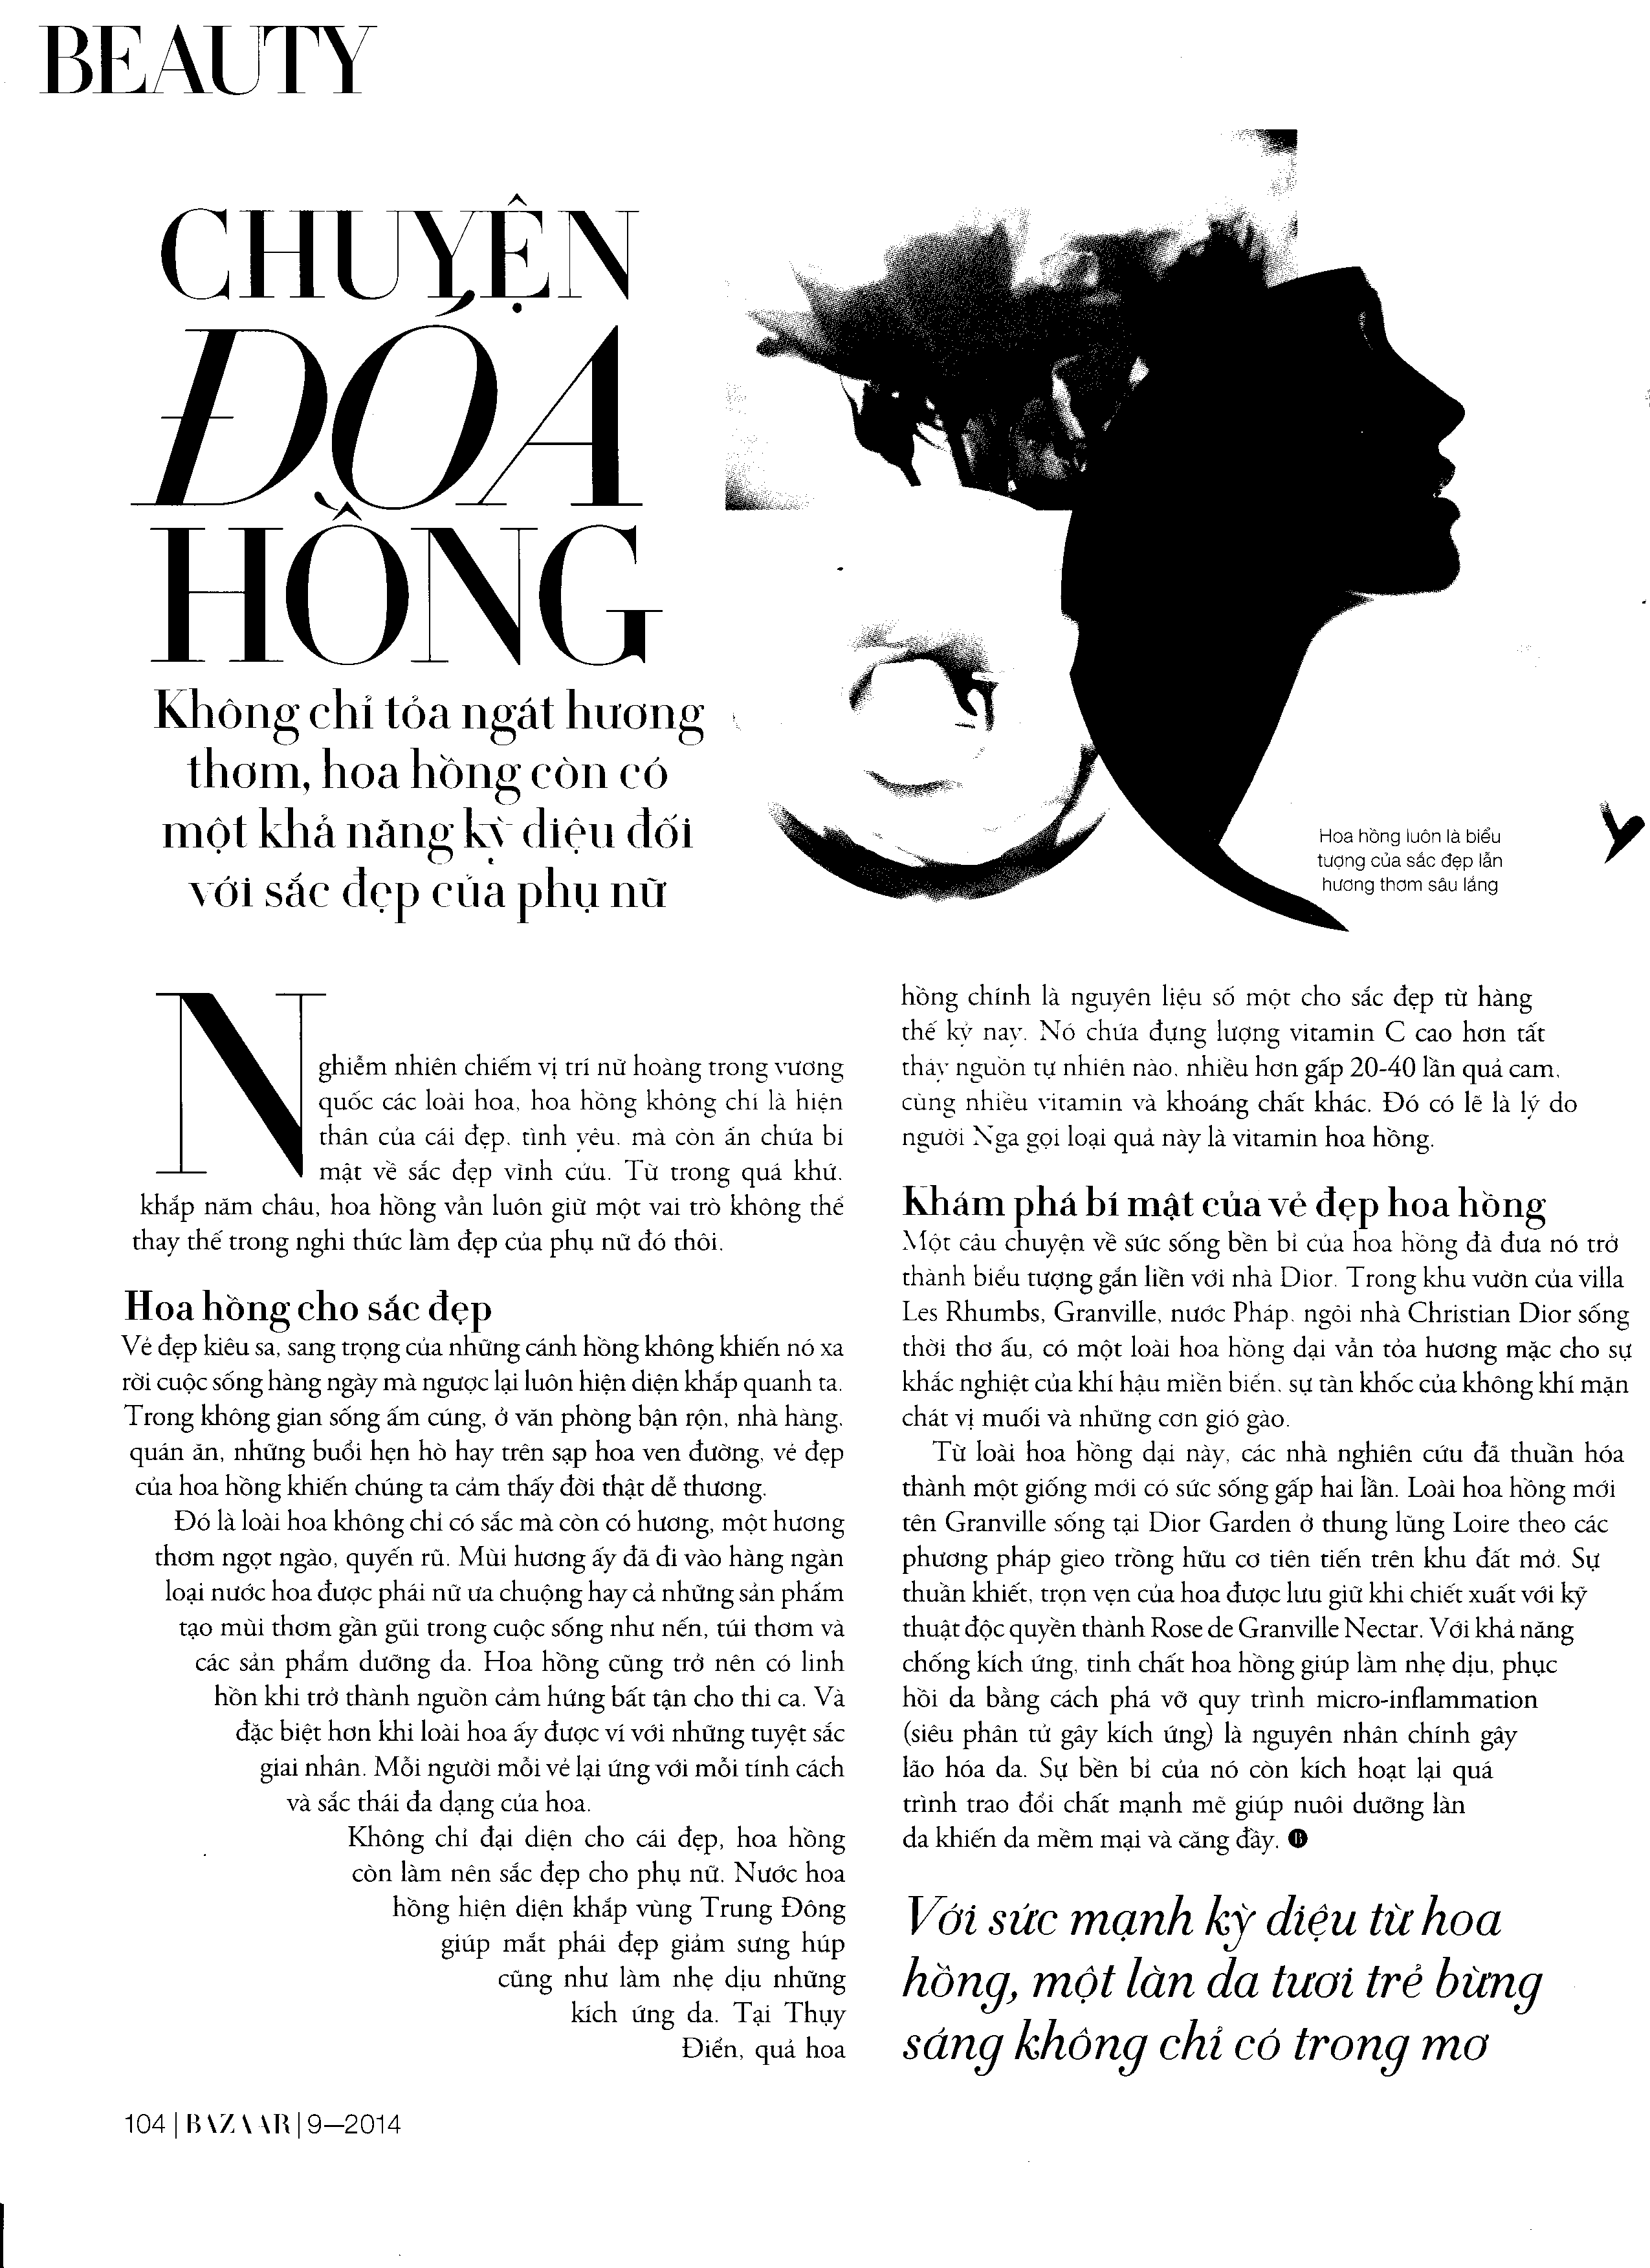 BEAUTY
CHUYỆN
ĐÓA
HỒNG
Không chỉ tỏa ngát hương
thơm, hoa hồng còn có
một khả năng kỳ diệu đối
với sắc đẹp của phụ nữ
Hoa hồng luôn là biểu
tượng của sắc đẹp lẫn
hương thơm sâu lắng
Nghiễm nhiên chiếm vị trí nữ hoàng trong vương
quốc các loài hoa, hoa hồng không chỉ là hiện
thân của cái đẹp, tình yêu, mà còn ẩn chứa bí
mật về sắc đẹp vĩnh cửu. Từ trong quá khứ,
khắp năm châu, hoa hồng vẫn luôn giữ một vai trò không thể
thay thế trong nghi thức làm đẹp của phụ nữ đó thôi.
Hoa hồng cho sắc đẹp
Vẻ đẹp kiêu sa, sang trọng của những cánh hồng không khiến nó xa
rời cuộc sống hàng ngày mà ngược lại luôn hiện diện khắp quanh ta.
Trong không gian sống ấm cúng, ở văn phòng bận rộn, nhà hàng,
quán ăn, những buổi hẹn hò hay trên sạp hoa ven đường, vẻ đẹp
của hoa hồng khiến chúng ta cảm thấy đời thật dễ thương.
Đó là loài hoa không chỉ có sắc mà còn có hương, một hương
thơm ngọt ngào, quyến rũ. Mùi hương ấy đã đi vào hàng ngàn
loại nước hoa được phái nữ ưa chuộng hay cả những sản phẩm
tạo mùi thơm gần gũi trong cuộc sống như nến, túi thơm và
các sản phẩm dưỡng da. Hoa hồng cũng trở nên có linh
hồn khi trở thành nguồn cảm hứng bất tận cho thi ca. Và
đặc biệt hơn khi loài hoa ấy được ví với những tuyệt sắc
giai nhân. Mỗi người mỗi vẻ lại ứng với mỗi tính cách
và sắc thái đa dạng của hoa.
Không chỉ đại diện cho cái đẹp, hoa hồng
còn làm nên sắc đẹp cho phụ nữ. Nước hoa
hồng hiện diện khắp vùng Trung Đông
giúp mắt phái đẹp giảm sưng húp
cũng như làm nhẹ dịu những
kích ứng da. Tại Thụy
Điển, quả hoa
hồng chính là nguyên liệu số một cho sắc đẹp từ hàng
thế kỷ nay. Nó chứa đựng lượng vitamin C cao hơn tất
thảy nguồn tự nhiên nào, nhiều hơn gấp 20-40 lần quả cam,
cùng nhiều vitamin và khoáng chất khác. Đó có lẽ là lý do
người Nga gọi loại quả này là vitamin hoa hồng.
Khám phá bí mật của vẻ đẹp hoa hồng
Một câu chuyện về sức sống bền bỉ của hoa hồng đã đưa nó trở
thành biểu tượng gắn liền với nhà Dior. Trong khu vườn của villa
Les Rhumbs, Granville, nước Pháp, ngôi nhà Christian Dior sống
thời thơ ấu, có một loài hoa hồng dại vẫn tỏa hương mặc cho sự
khắc nghiệt của khí hậu miền biển, sự tàn khốc của không khí mặn
chát vị muối và những cơn gió gào.
Từ loài hoa hồng dại này, các nhà nghiên cứu đã thuần hóa
thành một giống mới có sức sống gấp hai lần. Loài hoa hồng mới
tên Granville sống tại Dior Garden ở thung lũng Loire theo các
phương pháp gieo trồng hữu cơ tiên tiến trên khu đất mở. Sự
thuần khiết, trọn vẹn của hoa được lưu giữ khi chiết xuất với kỹ
thuật độc quyền thành Rose de Granville Nectar. Với khả năng
chống kích ứng, tinh chất hoa hồng giúp làm nhẹ dịu, phục
hồi da bằng cách phá vỡ quy trình micro-inflammation
(siêu phân tử gây kích ứng) là nguyên nhân chính gây
lão hóa da. Sự bền bỉ của nó còn kích hoạt lại quá
trình trao đổi chất mạnh mẽ giúp nuôi dưỡng làn
da khiến da mềm mại và căng đầy. B
Với sức mạnh kỳ diệu từ hoa
hồng, một làn da tươi trẻ bừng
sáng không chỉ có trong mơ
104 | BAZAAR | 9—2014